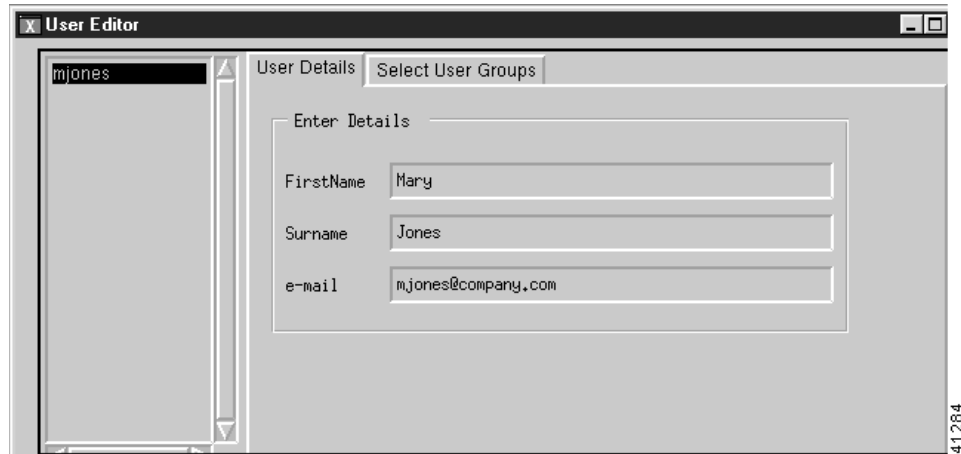 X User Editor
mjones
User Details
Select User Groups
Enter Details
FirstName
Mary
Surname
Jones
e-mail
mjones@company.com
41284